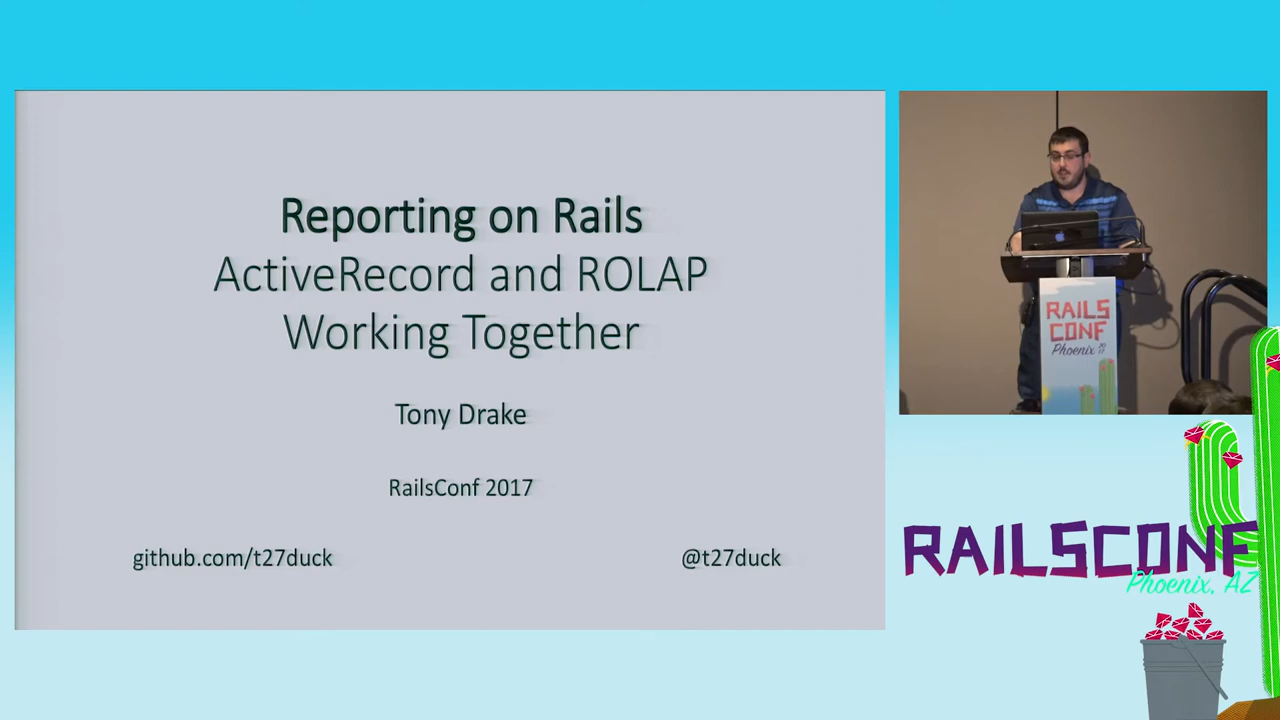 Reporting on Rails
ActiveRecord and ROLAP
Working Together
Tony Drake
RailsConf 2017
github.com/t27duck
@t27duck
RAILS
CONF
Phoenix 2017
RAILSCONF
Phoenix, AZ